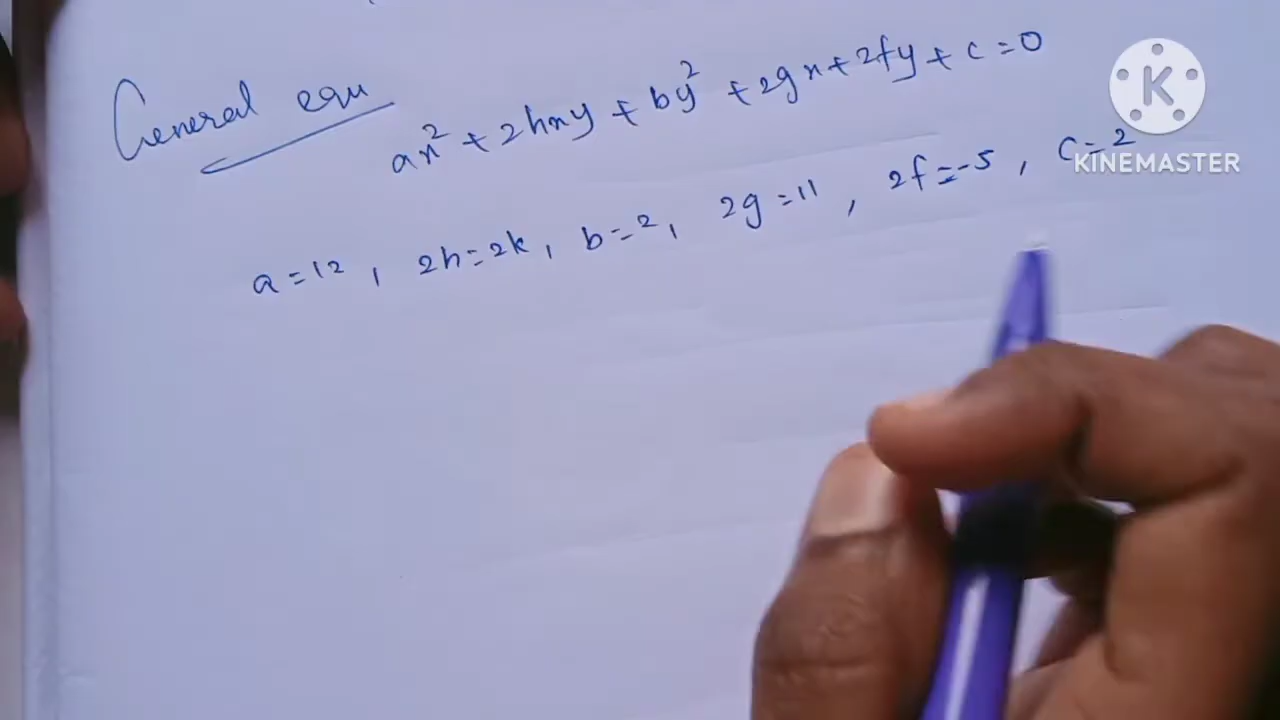 General equ
ax² + 2hxy + by² + 2gx + 2fy + c = 0
a = 12 , 2h = 2k , b = 2 , 2g = 11 , 2f = -5 , c = 2
K
KINEMASTER